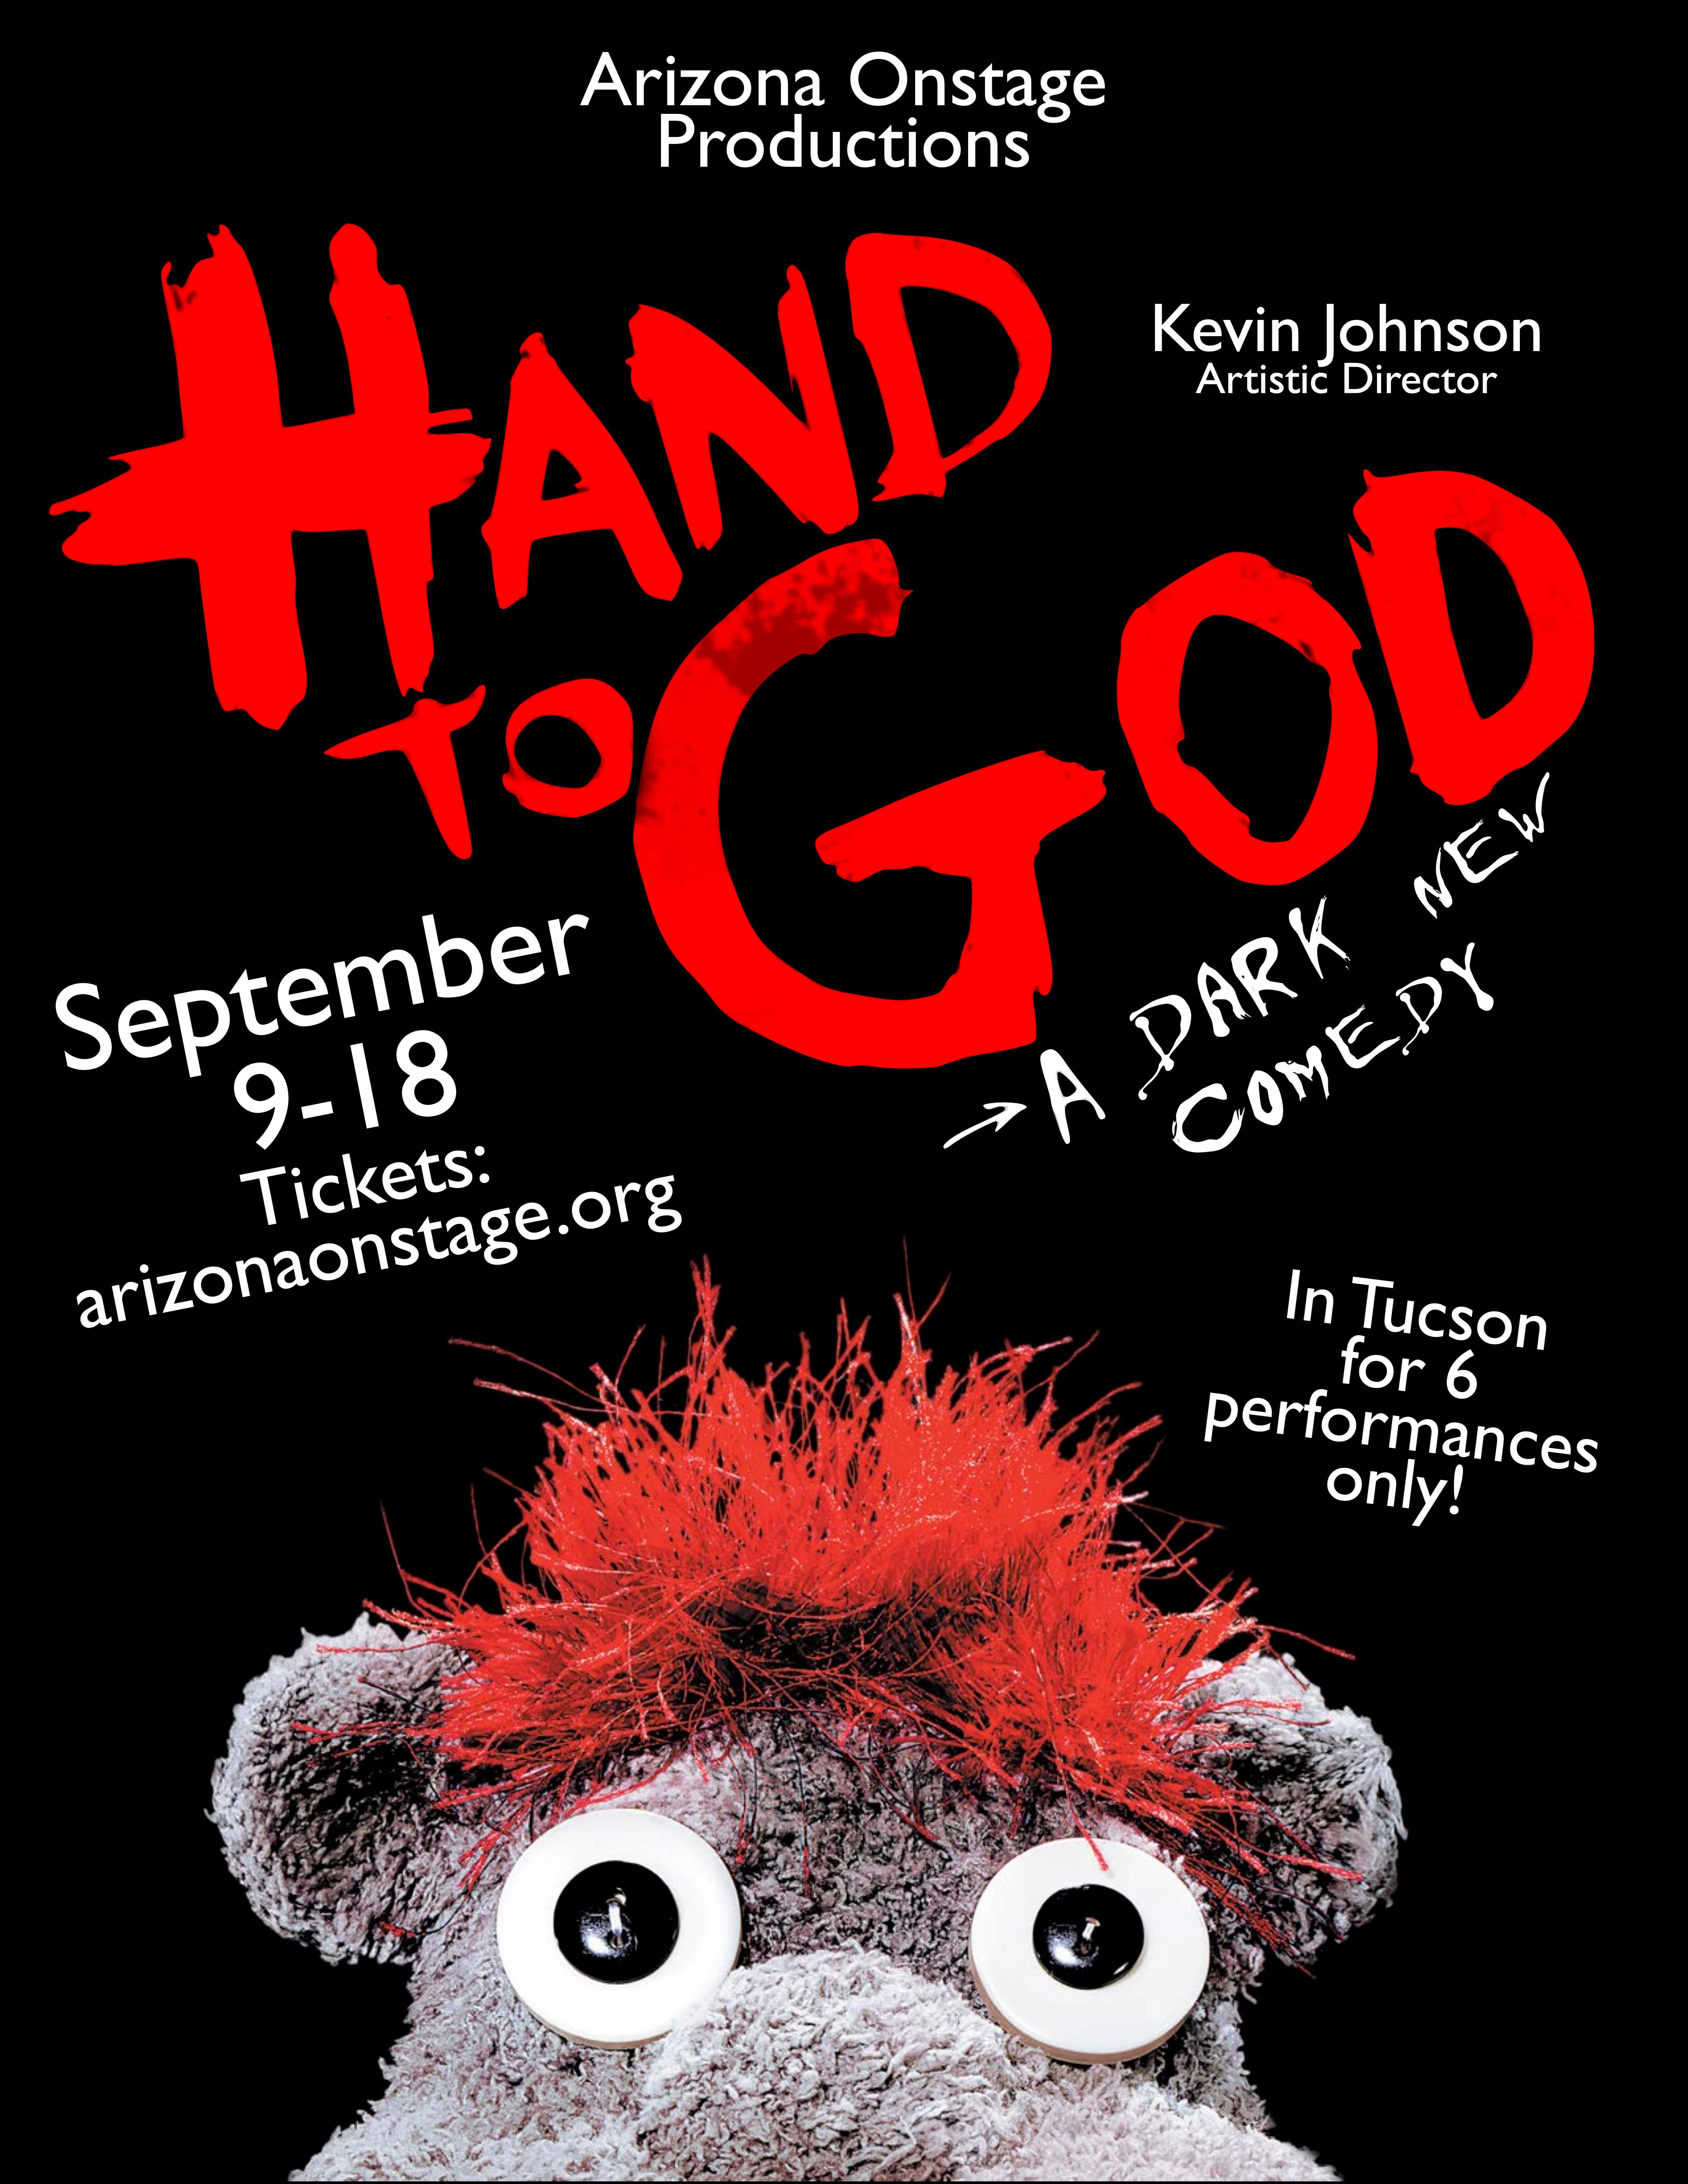 Arizona Onstage
Productions
HAND
Kevin Johnson
Artistic Director
TO GOD
A DARK NEW
COMEDY
September
9-18
Tickets:
arizonaonstage.org
In Tucson
for 6
performances
only!